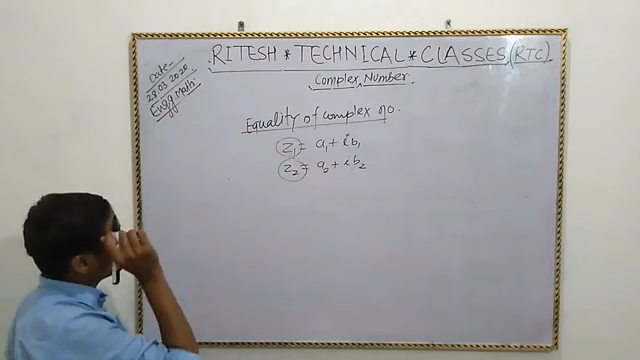 RITESH * TECHNICAL * CLASSES, (RTC).
Date-
28.03.2020
Engg. Math
Complex Number
Equality of complex no.
Z₁ = a₁ + ib₁
Z₂ = a₂ + ib₂